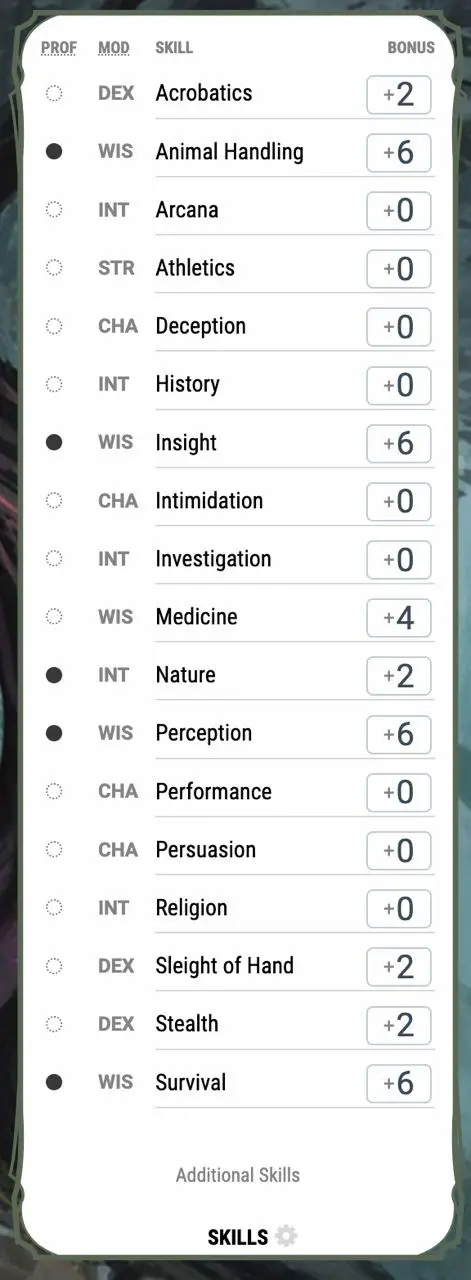 PROF MOD SKILL BONUS
DEX Acrobatics +2
WIS Animal Handling +6
INT Arcana +0
STR Athletics +0
CHA Deception +0
INT History +0
WIS Insight +6
CHA Intimidation +0
INT Investigation +0
WIS Medicine +4
INT Nature +2
WIS Perception +6
CHA Performance +0
CHA Persuasion +0
INT Religion +0
DEX Sleight of Hand +2
DEX Stealth +2
WIS Survival +6
Additional Skills
SKILLS